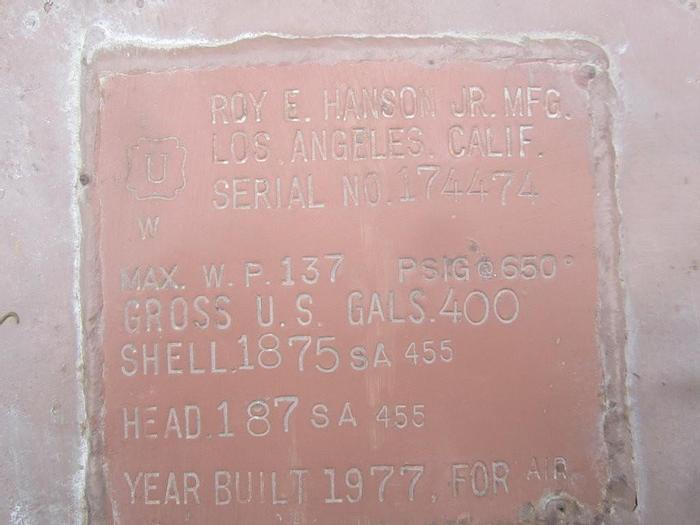 ROY E. HANSON JR. MFG.
LOS ANGELES. CALIF.
U
SERIAL NO. 174474
W
MAX. W. P. 137 PSIG @ 650°
GROSS U.S. GALS. 400
SHELL .1875 SA 455
HEAD .187 SA 455
YEAR BUILT 1977, FOR AIR